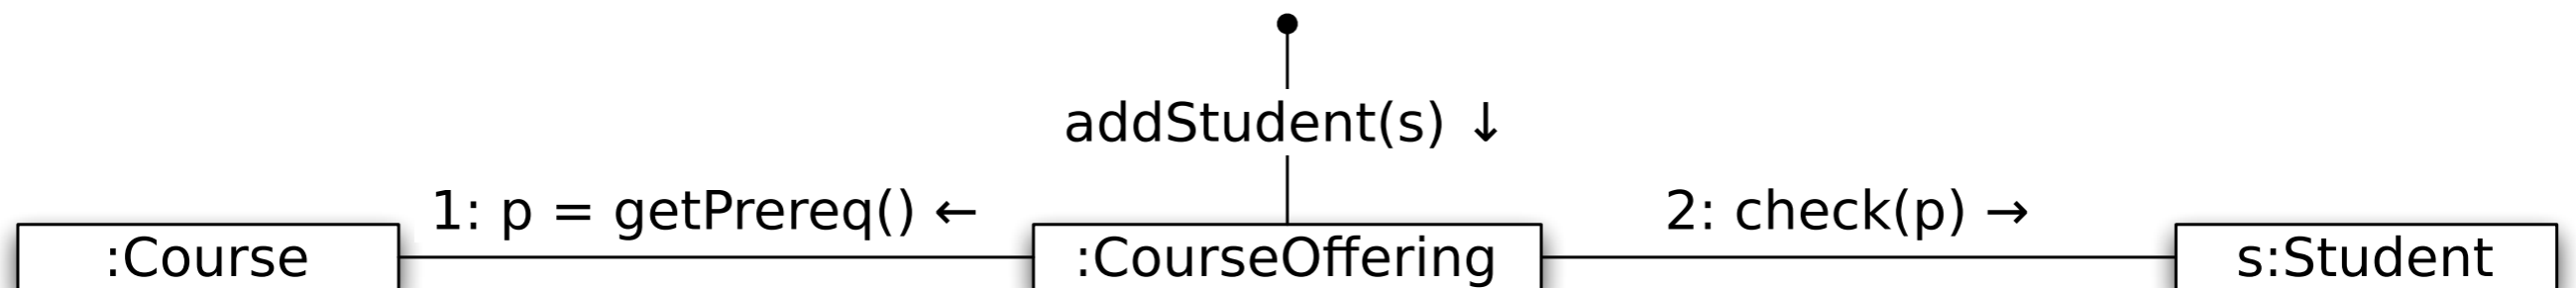 addStudent(s) ↓
1: p = getPrereq() ←
2: check(p) →
:Course
:CourseOffering
s:Student